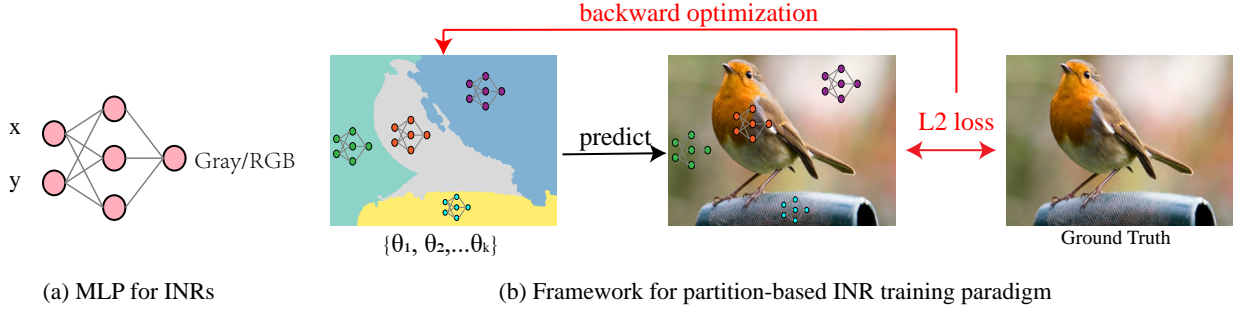 backward optimization
x
y
Gray/RGB
predict
L2 loss
{θ₁, θ₂,...θₖ}
Ground Truth
(a) MLP for INRs
(b) Framework for partition-based INR training paradigm